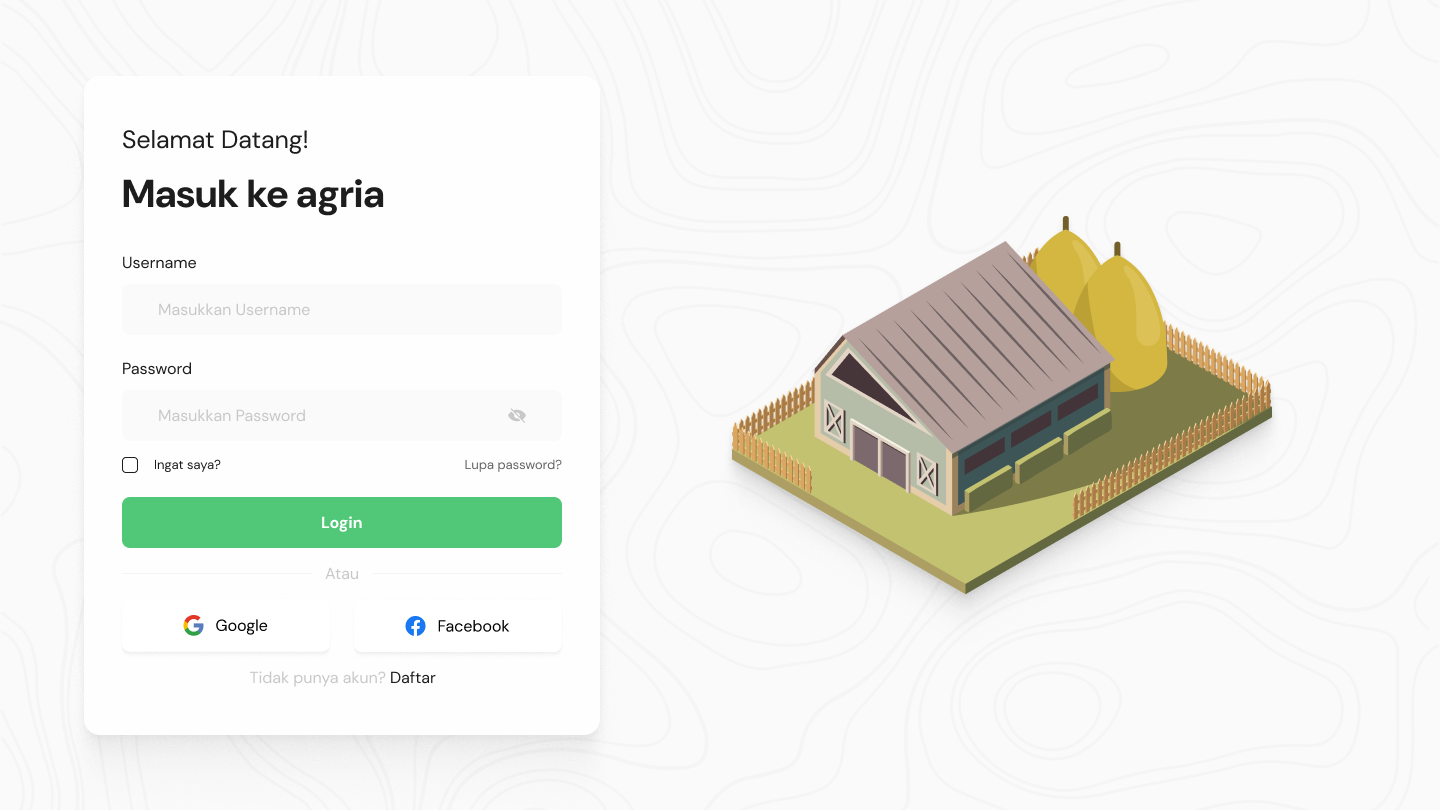 Selamat Datang!
Masuk ke agria
Username
Masukkan Username
Password
Masukkan Password
Ingat saya? Lupa password?
Login
Atau
Google Facebook
Tidak punya akun? Daftar